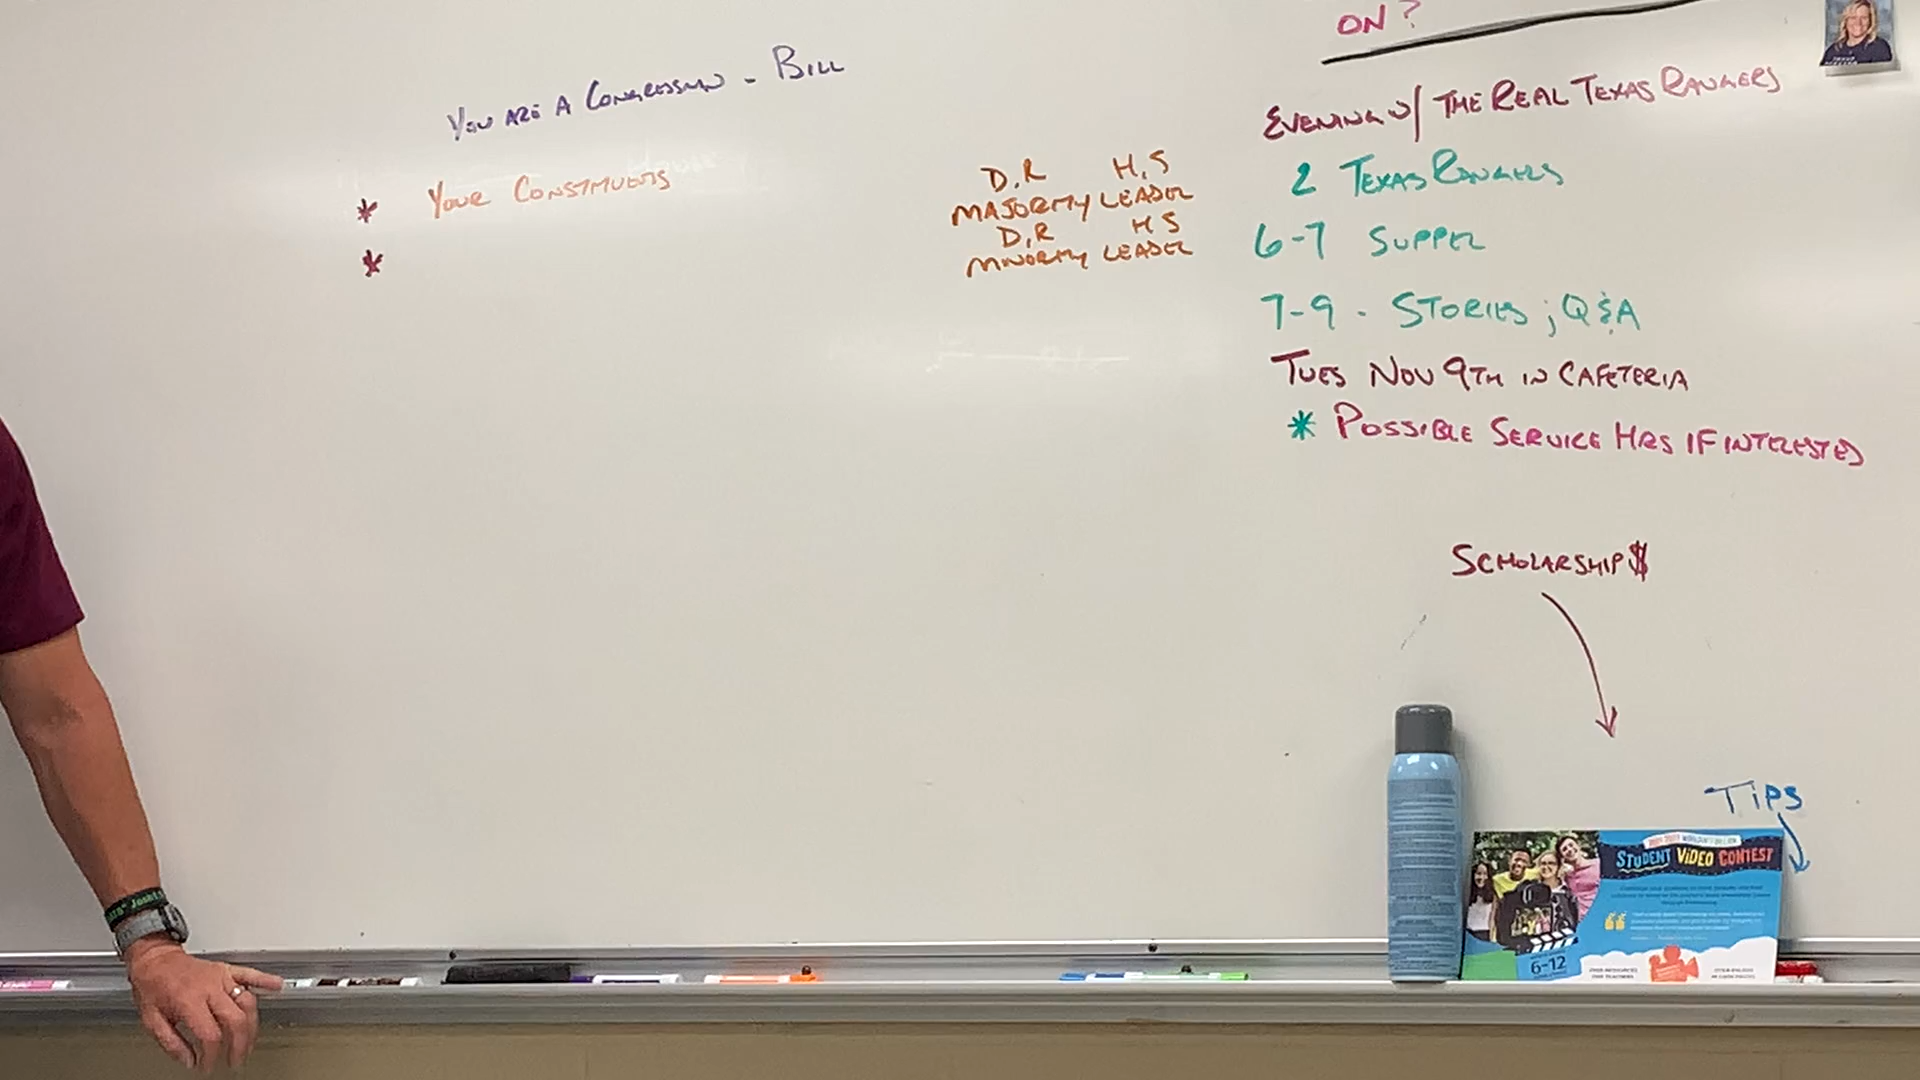 ON?
YOU ARE A CONGRESSMAN - BILL
* YOUR CONSTITUENTS
*
D,R H,S
MAJORITY LEADER
D,R H S
MINORITY LEADER
EVENING W/ THE REAL TEXAS RANGERS
2 TEXAS RANGERS
6-7 SUPPER
7-9 - STORIES; Q&A
TUES NOV 9TH IN CAFETERIA
* POSSIBLE SERVICE HRS IF INTERESTED
SCHOLARSHIP$
TIPS
STUDENT VIDEO CONTEST
6-12